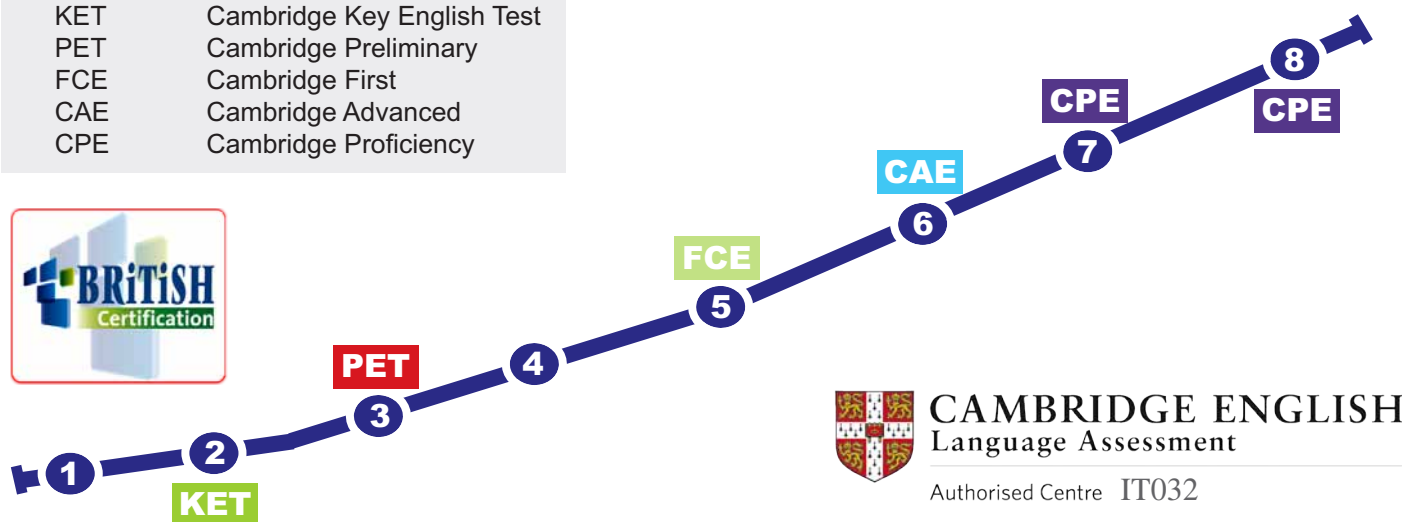 KET Cambridge Key English Test
PET Cambridge Preliminary
FCE Cambridge First
CAE Cambridge Advanced
CPE Cambridge Proficiency
8
CPE
CPE
7
CAE
6
FCE
5
BRiTiSH
Certification
PET
4
3
2
1
KET
CAMBRIDGE ENGLISH
Language Assessment
Authorised Centre IT032